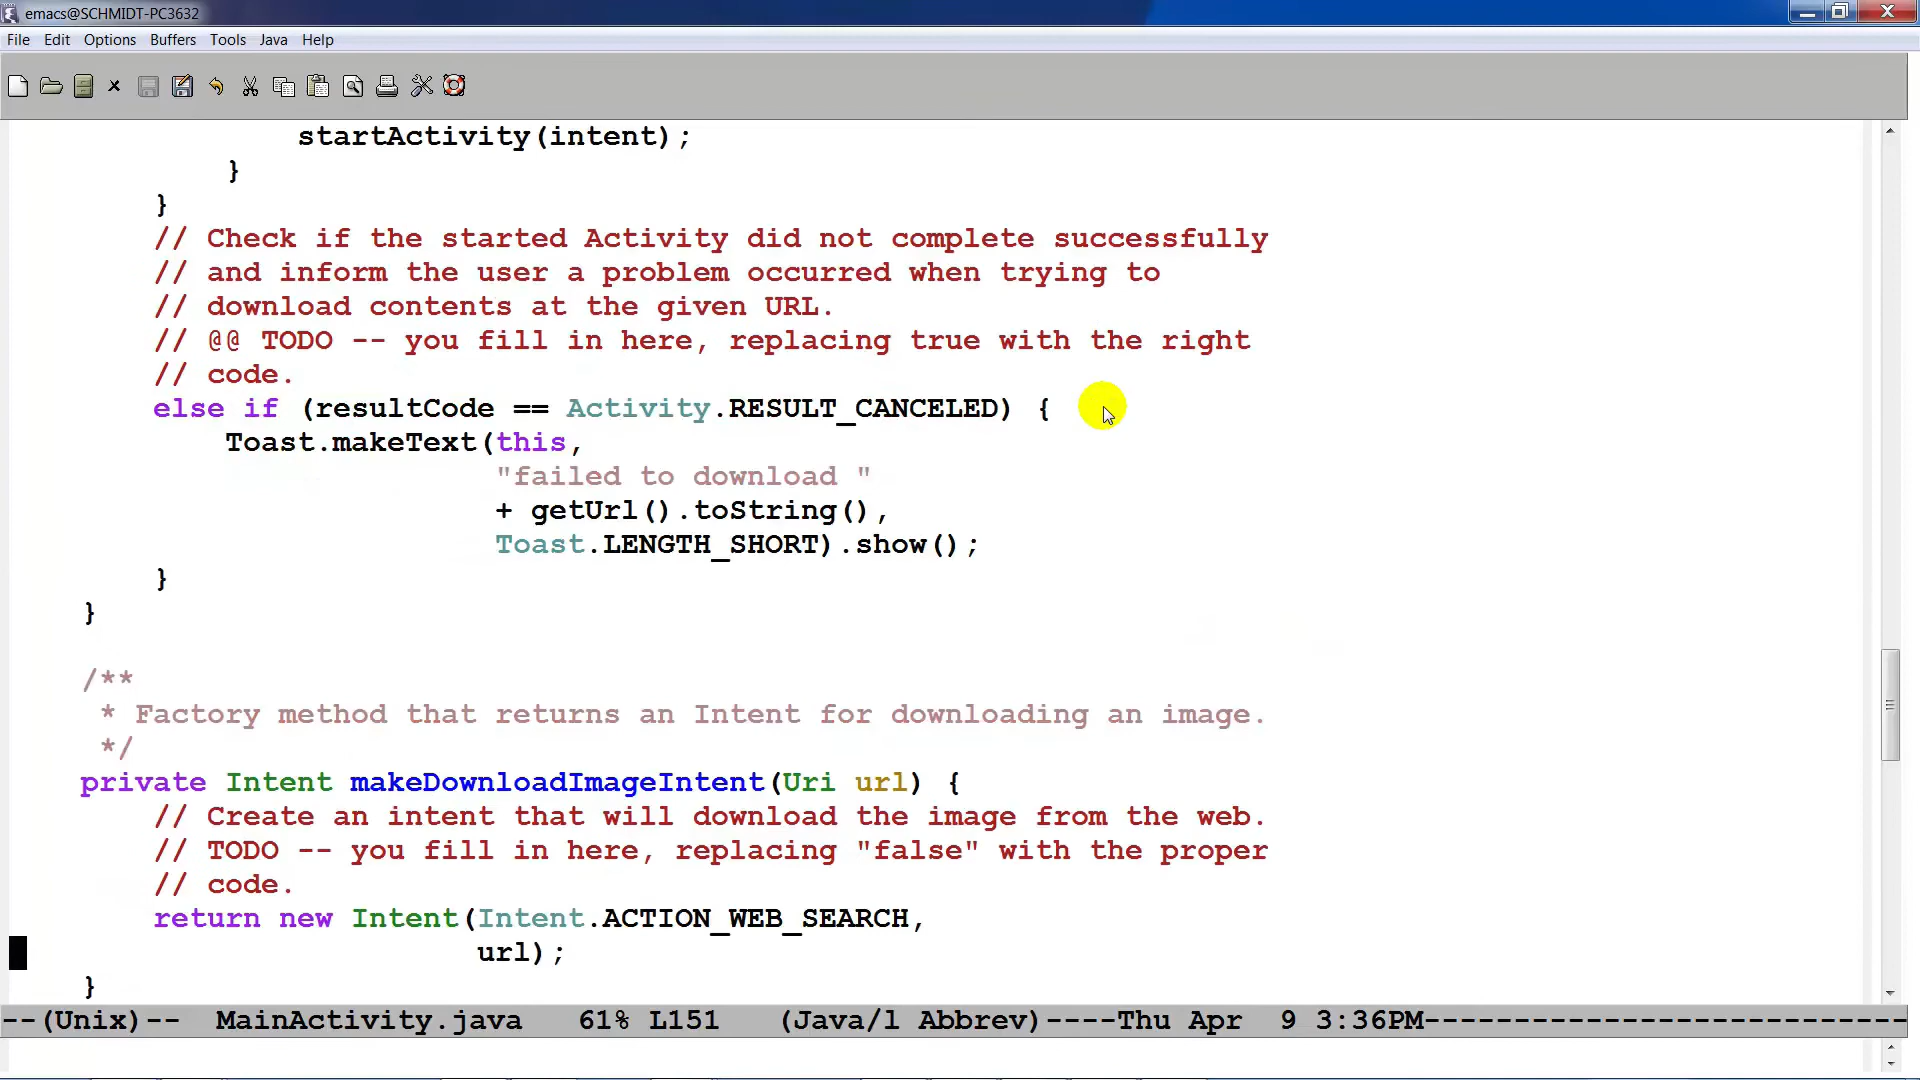 emacs@SCHMIDT-PC3632
File Edit Options Buffers Tools Java Help
startActivity(intent);
}
}
// Check if the started Activity did not complete successfully
// and inform the user a problem occurred when trying to
// download contents at the given URL.
// @@ TODO -- you fill in here, replacing true with the right
// code.
else if (resultCode == Activity.RESULT_CANCELED) {
Toast.makeText(this,
"failed to download "
+ getUrl().toString(),
Toast.LENGTH_SHORT).show();
}
}
/**
* Factory method that returns an Intent for downloading an image.
*/
private Intent makeDownloadImageIntent(Uri url) {
// Create an intent that will download the image from the web.
// TODO -- you fill in here, replacing "false" with the proper
// code.
return new Intent(Intent.ACTION_WEB_SEARCH,
url);
}
--(Unix)-- MainActivity.java 61% L151 (Java/l Abbrev)----Thu Apr 9 3:36PM---------------------------